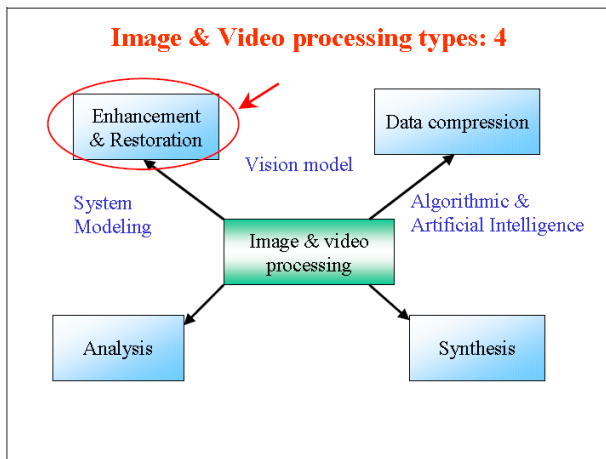 Image & Video processing types: 4
Enhancement
& Restoration
Data compression
Vision model
System
Modeling
Algorithmic &
Artificial Intelligence
Image & video
processing
Analysis
Synthesis